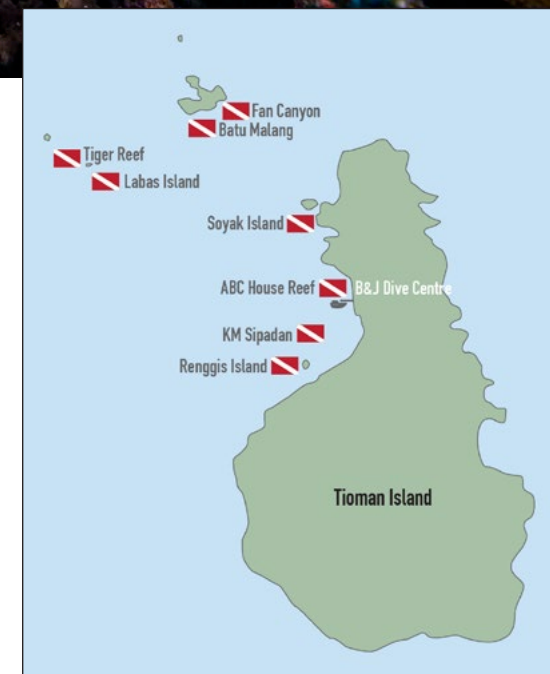 Fan Canyon
Batu Malang
Tiger Reef
Labas Island
Soyak Island
ABC House Reef
B&J Dive Centre
KM Sipadan
Renggis Island
Tioman Island